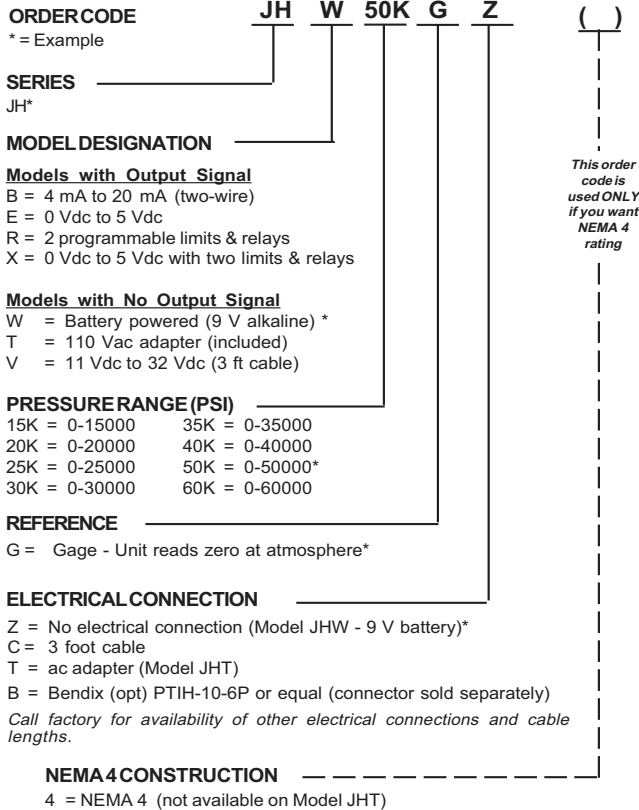 ORDER CODE JH W 50K G Z ( )
* = Example
SERIES
JH*
MODEL DESIGNATION
This order
code is
used ONLY
if you want
NEMA 4
rating
Models with Output Signal
B = 4 mA to 20 mA (two-wire)
E = 0 Vdc to 5 Vdc
R = 2 programmable limits & relays
X = 0 Vdc to 5 Vdc with two limits & relays
Models with No Output Signal
W = Battery powered (9 V alkaline) *
T = 110 Vac adapter (included)
V = 11 Vdc to 32 Vdc (3 ft cable)
PRESSURE RANGE (PSI)
15K = 0-15000 35K = 0-35000
20K = 0-20000 40K = 0-40000
25K = 0-25000 50K = 0-50000*
30K = 0-30000 60K = 0-60000
REFERENCE
G = Gage - Unit reads zero at atmosphere*
ELECTRICAL CONNECTION
Z = No electrical connection (Model JHW - 9 V battery)*
C = 3 foot cable
T = ac adapter (Model JHT)
B = Bendix (opt) PTIH-10-6P or equal (connector sold separately)
Call factory for availability of other electrical connections and cable
lengths.
NEMA 4 CONSTRUCTION
4 = NEMA 4 (not available on Model JHT)